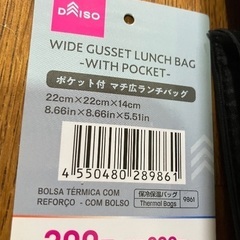 DAISO
WIDE GUSSET LUNCH BAG
-WITH POCKET-
ポケット付 マチ広ランチバッグ
22cm×22cm×14cm
8.66in×8.66in×5.51in
4 550480 289861
BOLSA TÉRMICA COM
REFORÇO - COM BOLSO
保冷保温バッグ
Thermal Bags
9861